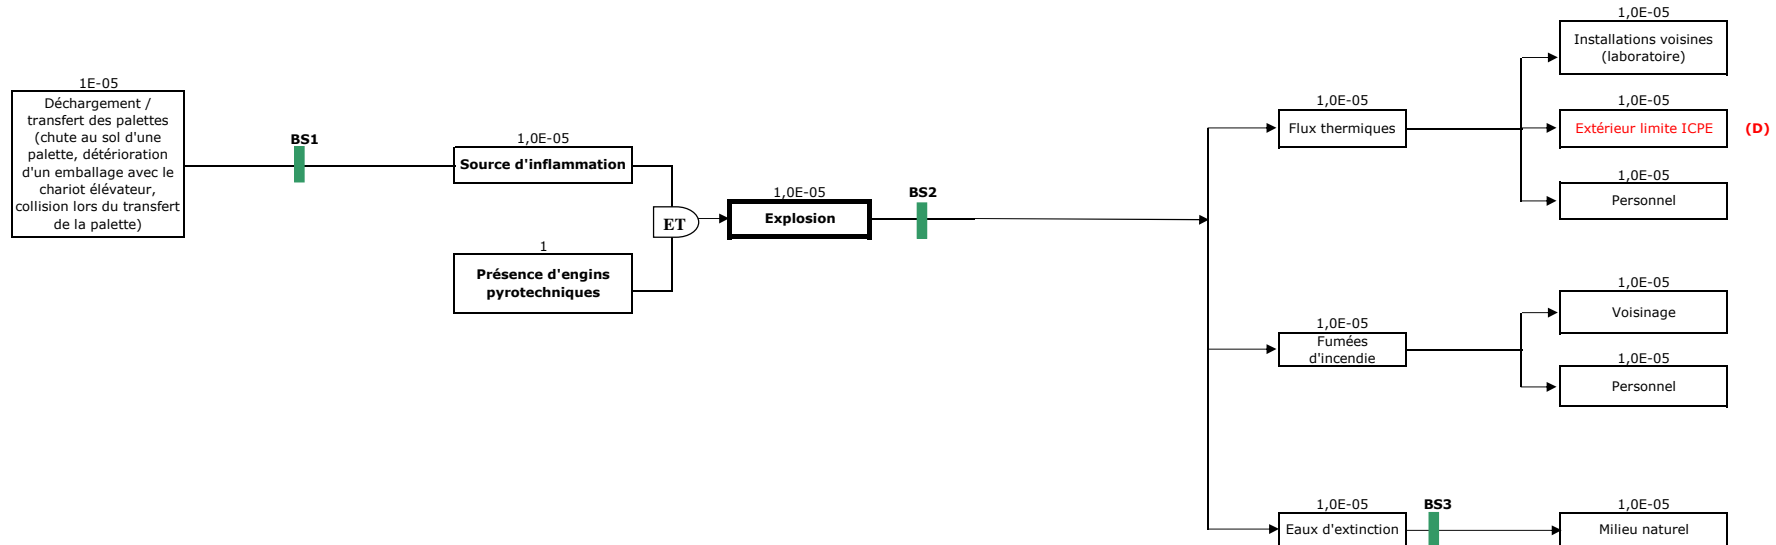 1E-05
Déchargement /
transfert des palettes
(chute au sol d'une
palette, détérioration
d'un emballage avec le
chariot élévateur,
collision lors du transfert
de la palette)
BS1
1,0E-05
Source d'inflammation
1
Présence d'engins
pyrotechniques
ET
1,0E-05
Explosion
BS2
1,0E-05
Flux thermiques
1,0E-05
Installations voisines
(laboratoire)
1,0E-05
Extérieur limite ICPE
(D)
1,0E-05
Personnel
1,0E-05
Fumées
d'incendie
1,0E-05
Voisinage
1,0E-05
Personnel
1,0E-05
Eaux d'extinction
BS3
1,0E-05
Milieu naturel